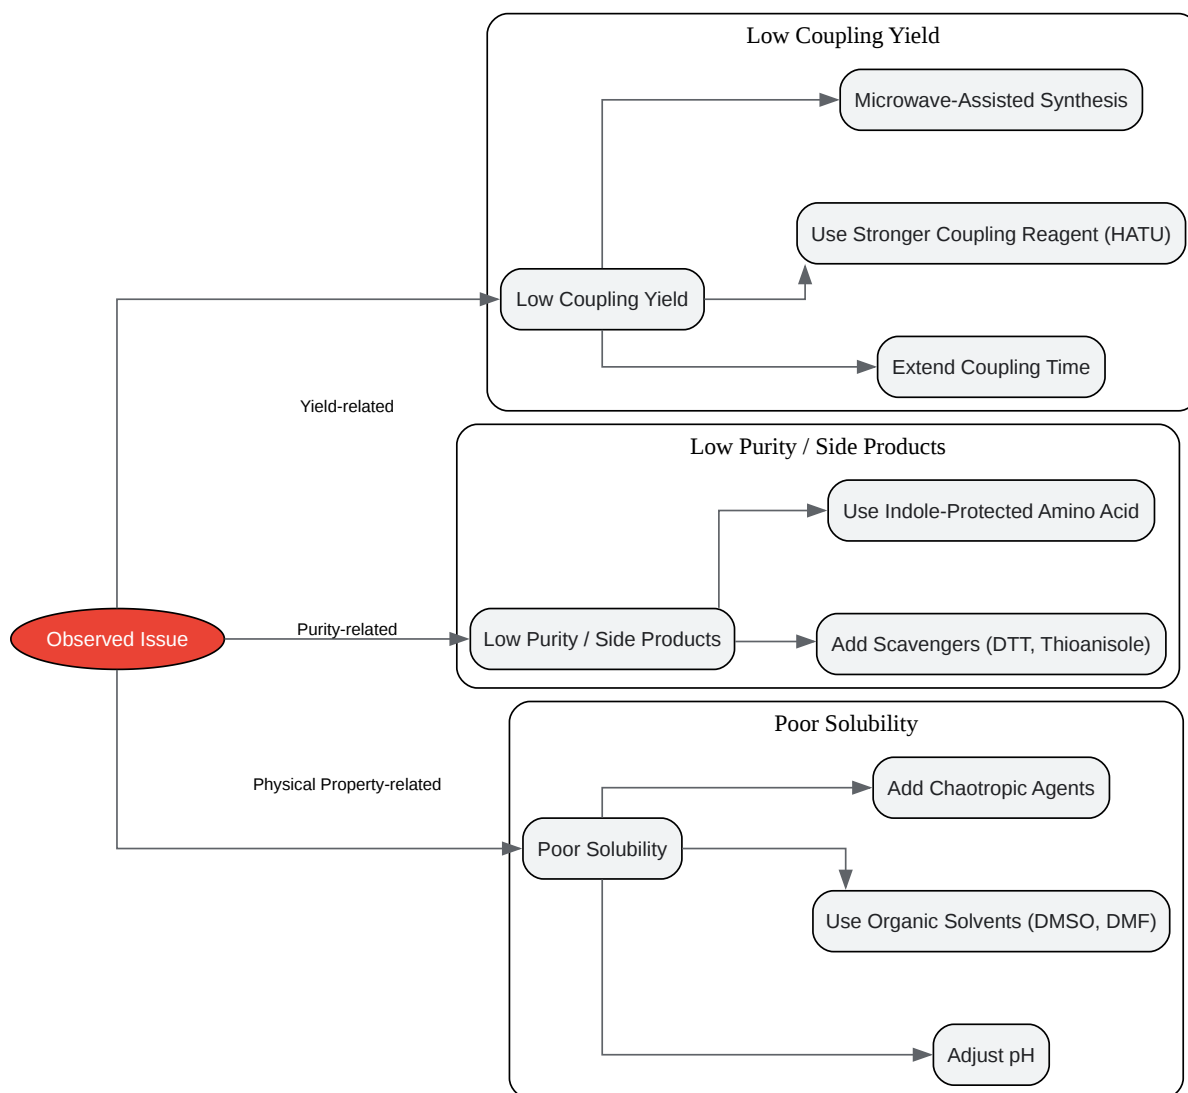 Low Coupling Yield
Microwave-Assisted Synthesis
Use Stronger Coupling Reagent (HATU)
Low Coupling Yield
Extend Coupling Time
Yield-related
Low Purity / Side Products
Use Indole-Protected Amino Acid
Observed Issue
Purity-related
Low Purity / Side Products
Add Scavengers (DTT, Thioanisole)
Poor Solubility
Physical Property-related
Add Chaotropic Agents
Poor Solubility
Use Organic Solvents (DMSO, DMF)
Adjust pH